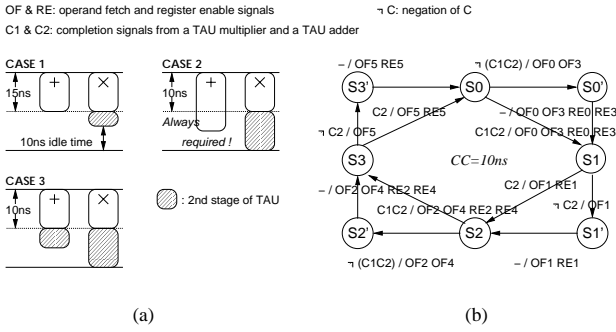 OF & RE: operand fetch and register enable signals
¬ C: negation of C
C1 & C2: completion signals from a TAU multiplier and a TAU adder
CASE 1
CASE 2
+
×
+
×
15ns
10ns
Always
required !
10ns idle time
CASE 3
+
×
10ns
: 2nd stage of TAU
(a)
– / OF5 RE5
¬ (C1C2) / OF0 OF3
S3'
S0
S0'
C2 / OF5 RE5
– / OF0 OF3 RE0 RE3
C1C2 / OF0 OF3 RE0 RE3
¬ C2 / OF5
S3
CC=10ns
S1
– / OF2 OF4 RE2 RE4
C2 / OF1 RE1
C1C2 / OF2 OF4 RE2 RE4
¬ C2 / OF1
S2'
S2
S1'
¬ (C1C2) / OF2 OF4
– / OF1 RE1
(b)